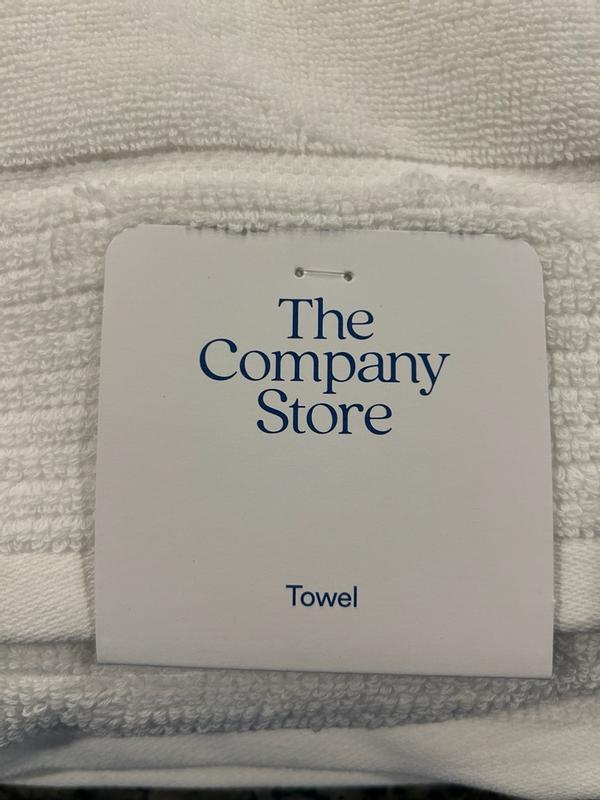 The
Company
Store
Towel